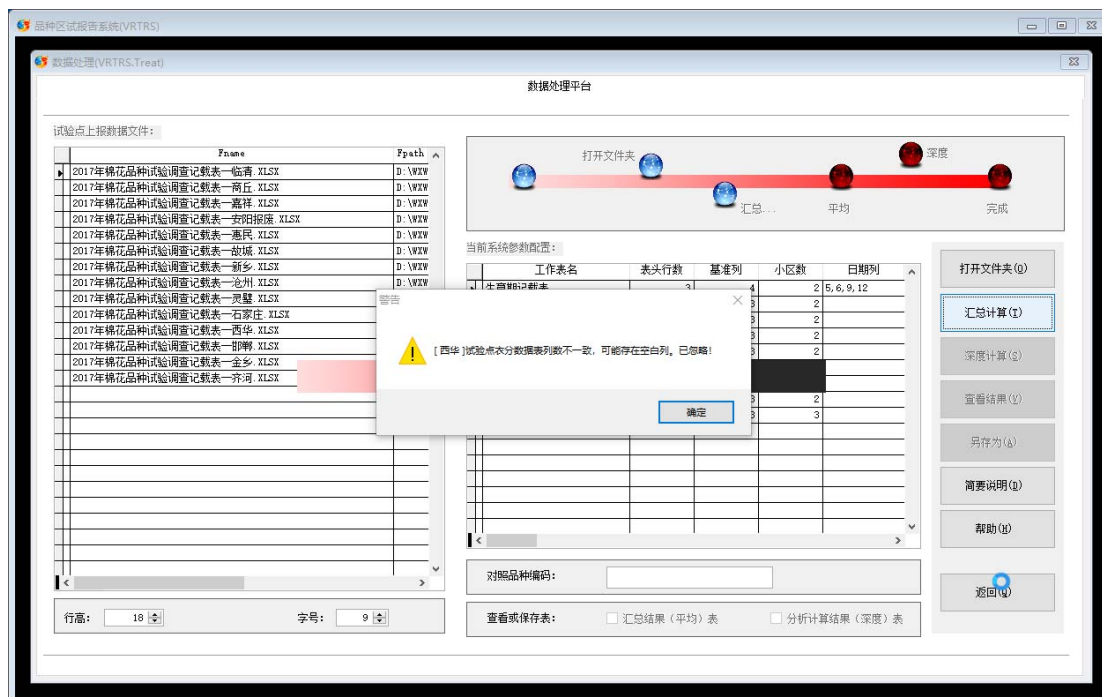 品种区试报告系统(VRTRS)
数据处理(VRTRS.Treat)
数据处理平台
试验点上报数据文件：
Fname Fpath
2017年棉花品种试验调查记载表—临清.XLSX D:\WXW
2017年棉花品种试验调查记载表—商丘.XLSX D:\WXW
2017年棉花品种试验调查记载表—嘉祥.XLSX D:\WXW
2017年棉花品种试验调查记载表—安阳报废.XLSX D:\WXW
2017年棉花品种试验调查记载表—惠民.XLSX D:\WXW
2017年棉花品种试验调查记载表—故城.XLSX D:\WXW
2017年棉花品种试验调查记载表—新乡.XLSX D:\WXW
2017年棉花品种试验调查记载表—沧州.XLSX D:\WXW
2017年棉花品种试验调查记载表—灵璧.XLSX
2017年棉花品种试验调查记载表—石家庄.XLSX
2017年棉花品种试验调查记载表—西华.XLSX
2017年棉花品种试验调查记载表—邯郸.XLSX
2017年棉花品种试验调查记载表—金乡.XLSX
2017年棉花品种试验调查记载表—齐河.XLSX
行高： 18 字号： 9
打开文件夹 深度
汇总... 平均 完成
当前系统参数配置：
工作表名 表头行数 基准列 小区数 日期列
生育期记载表 3 4 2 5,6,9,12
3 2
3 2
3 2
3 2
3 2
3 3
警告
[ 西华 ]试验点衣分数据表列数不一致，可能存在空白列。已忽略！
确定
对照品种编码：
查看或保存表： 汇总结果（平均）表 分析计算结果（深度）表
打开文件夹(O)
汇总计算(T)
深度计算(S)
查看结果(V)
另存为(A)
简要说明(D)
帮助(H)
返回(Q)